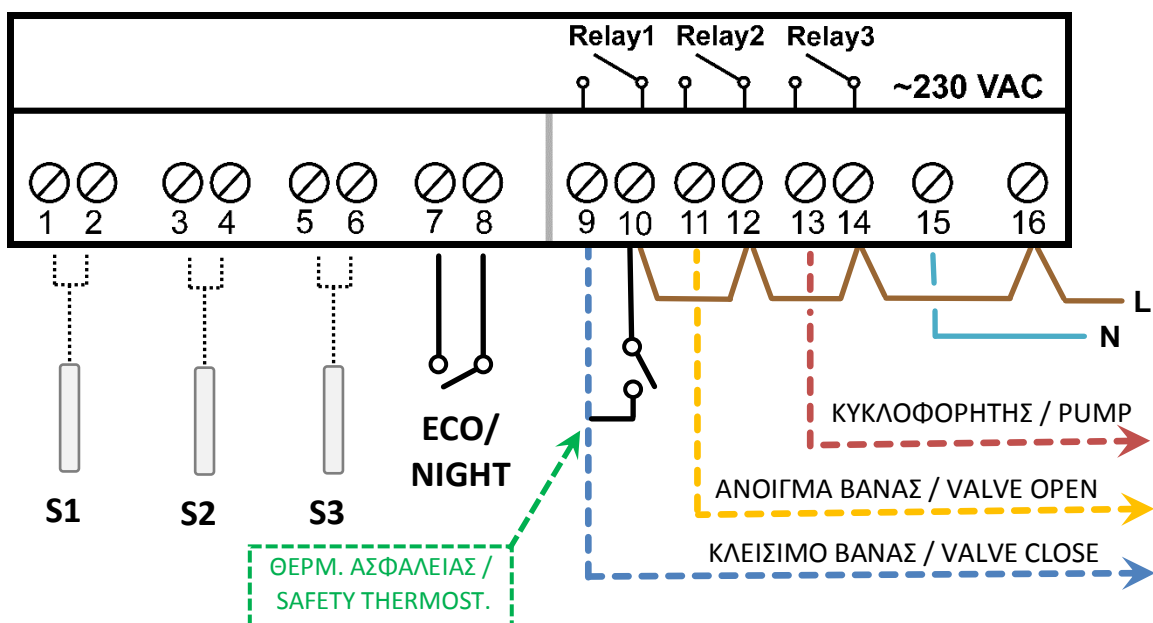 Relay1 Relay2 Relay3
~230 VAC
1 2 3 4 5 6 7 8 9 10 11 12 13 14 15 16
L
N
ΚΥΚΛΟΦΟΡΗΤΗΣ / PUMP
ECO/
NIGHT
ΑΝΟΙΓΜΑ ΒΑΝΑΣ / VALVE OPEN
S1 S2 S3
ΚΛΕΙΣΙΜΟ ΒΑΝΑΣ / VALVE CLOSE
ΘΕΡΜ. ΑΣΦΑΛΕΙΑΣ /
SAFETY THERMOST.